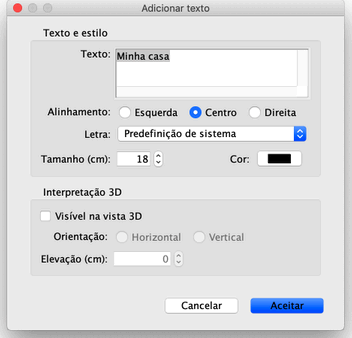 Adicionar texto
Texto e estilo
Texto: Minha casa
Alinhamento: Esquerda Centro Direita
Letra: Predefinição de sistema
Tamanho (cm): 18 Cor:
Interpretação 3D
Visível na vista 3D
Orientação: Horizontal Vertical
Elevação (cm): 0
Cancelar Aceitar